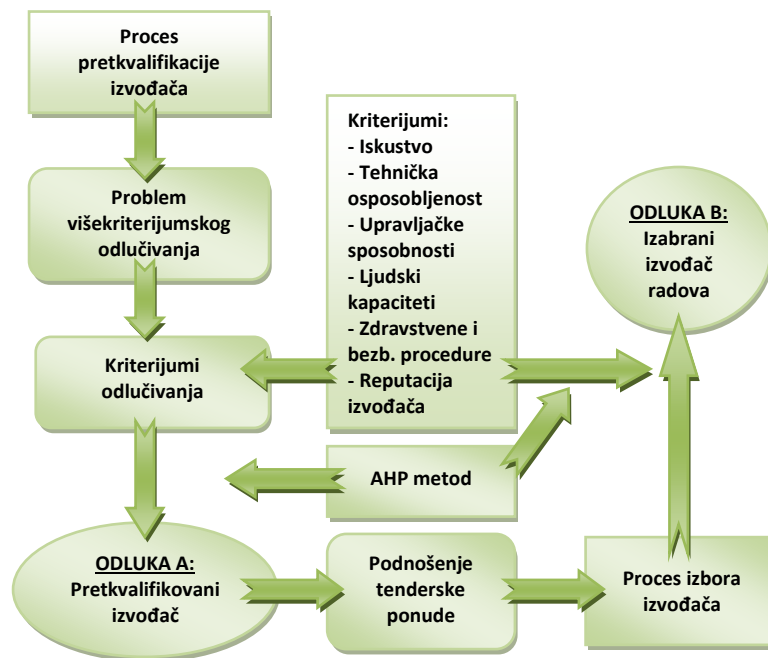 Proces
pretkvalifikacije
izvođača
Problem
višekriterijumskog
odlučivanja
Kriterijumi
odlučivanja
Kriterijumi:
- Iskustvo
- Tehnička
osposobljenost
- Upravljačke
sposobnosti
- Ljudski
kapaciteti
- Zdravstvene i
bezb. procedure
- Reputacija
izvođača
ODLUKA B:
Izabrani
izvođač
radova
AHP metod
ODLUKA A:
Pretkvalifikovani
izvođač
Podnošenje
tenderske
ponude
Proces izbora
izvođača